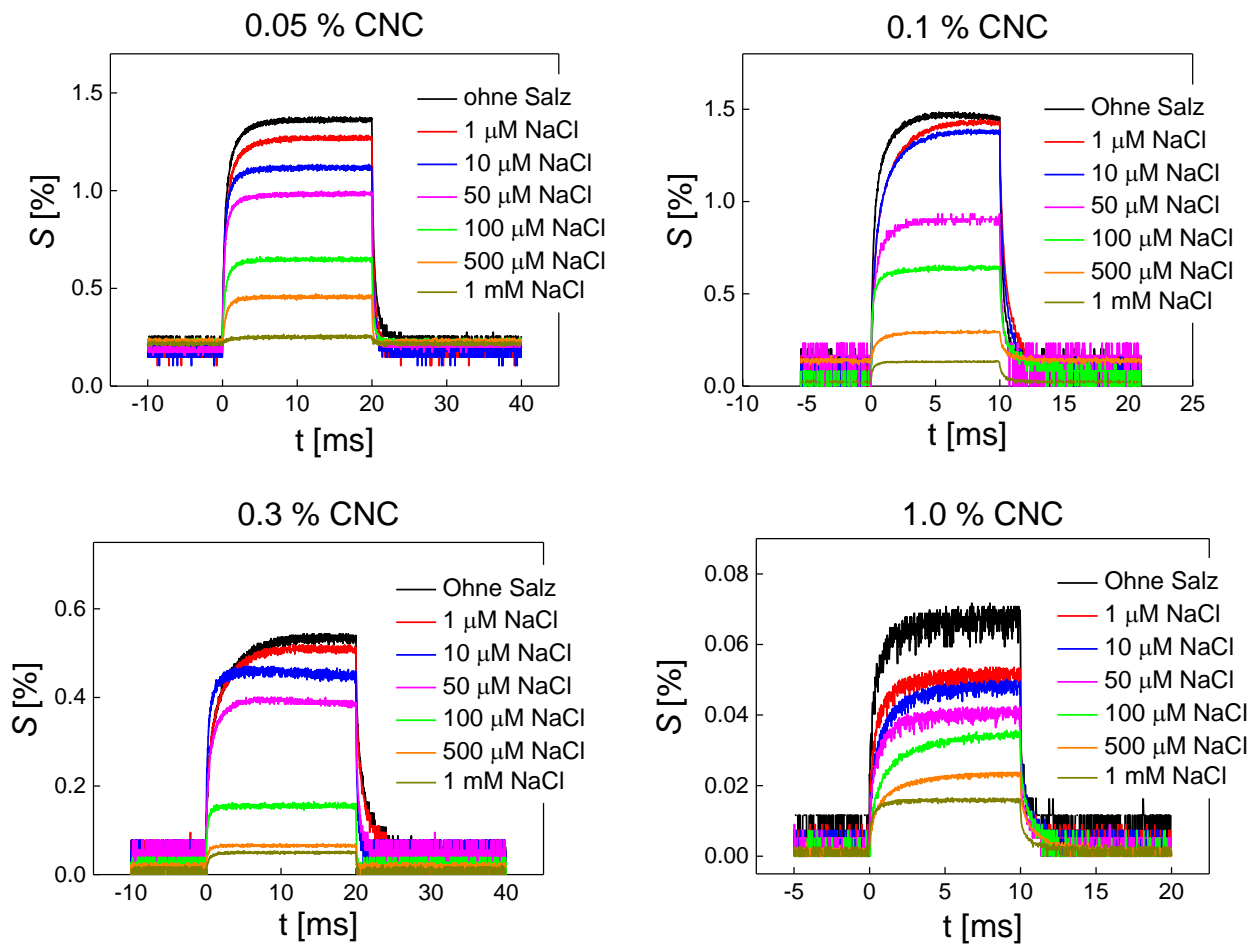 0.05 % CNC
1.5
1.0
0.5
0.0
S [%]
-10
0
10
20
30
40
t [ms]
ohne Salz
1 μM NaCl
10 μM NaCl
50 μM NaCl
100 μM NaCl
500 μM NaCl
1 mM NaCl
0.1 % CNC
1.5
1.0
0.5
0.0
S [%]
-10
-5
0
5
10
15
20
25
t [ms]
Ohne Salz
1 μM NaCl
10 μM NaCl
50 μM NaCl
100 μM NaCl
500 μM NaCl
1 mM NaCl
0.3 % CNC
0.6
0.4
0.2
0.0
S [%]
-10
0
10
20
30
40
t [ms]
Ohne Salz
1 μM NaCl
10 μM NaCl
50 μM NaCl
100 μM NaCl
500 μM NaCl
1 mM NaCl
1.0 % CNC
0.08
0.06
0.04
0.02
0.00
S [%]
-5
0
5
10
15
20
t [ms]
Ohne Salz
1 μM NaCl
10 μM NaCl
50 μM NaCl
100 μM NaCl
500 μM NaCl
1 mM NaCl